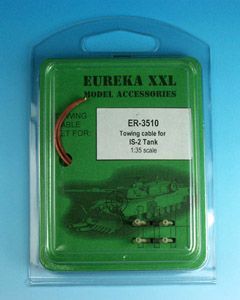 EUREKA XXL
MODEL ACCESSORIES
ER-3510
Towing cable for
IS-2 Tank
1:35 scale